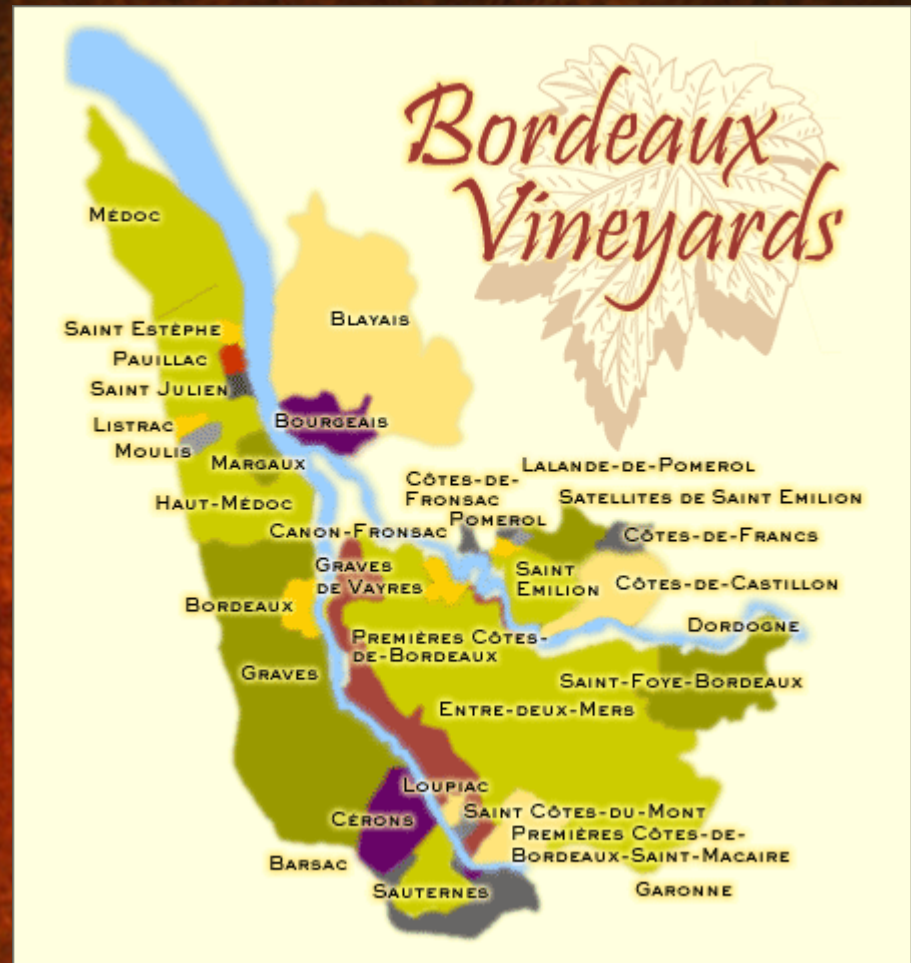 Bordeaux
Vineyards
MÉDOC
BLAYAIS
SAINT ESTÈPHE
PAUILLAC
SAINT JULIEN
LISTRAC
BOURGEAIS
MOULIS
MARGAUX
HAUT-MÉDOC
CÔTES-DE-
FRONSAC
LALANDE-DE-POMEROL
SATELLITES DE SAINT EMILION
POMEROL
CANON-FRONSAC
CÔTES-DE-FRANCS
GRAVES
DE VAYRES
SAINT
EMILION
CÔTES-DE-CASTILLON
BORDEAUX
DORDOGNE
PREMIÈRES CÔTES-
DE-BORDEAUX
GRAVES
SAINT-FOYE-BORDEAUX
ENTRE-DEUX-MERS
LOUPIAC
CÉRONS
SAINT CÔTES-DU-MONT
PREMIÈRES CÔTES-DE-
BORDEAUX-SAINT-MACAIRE
BARSAC
SAUTERNES
GARONNE